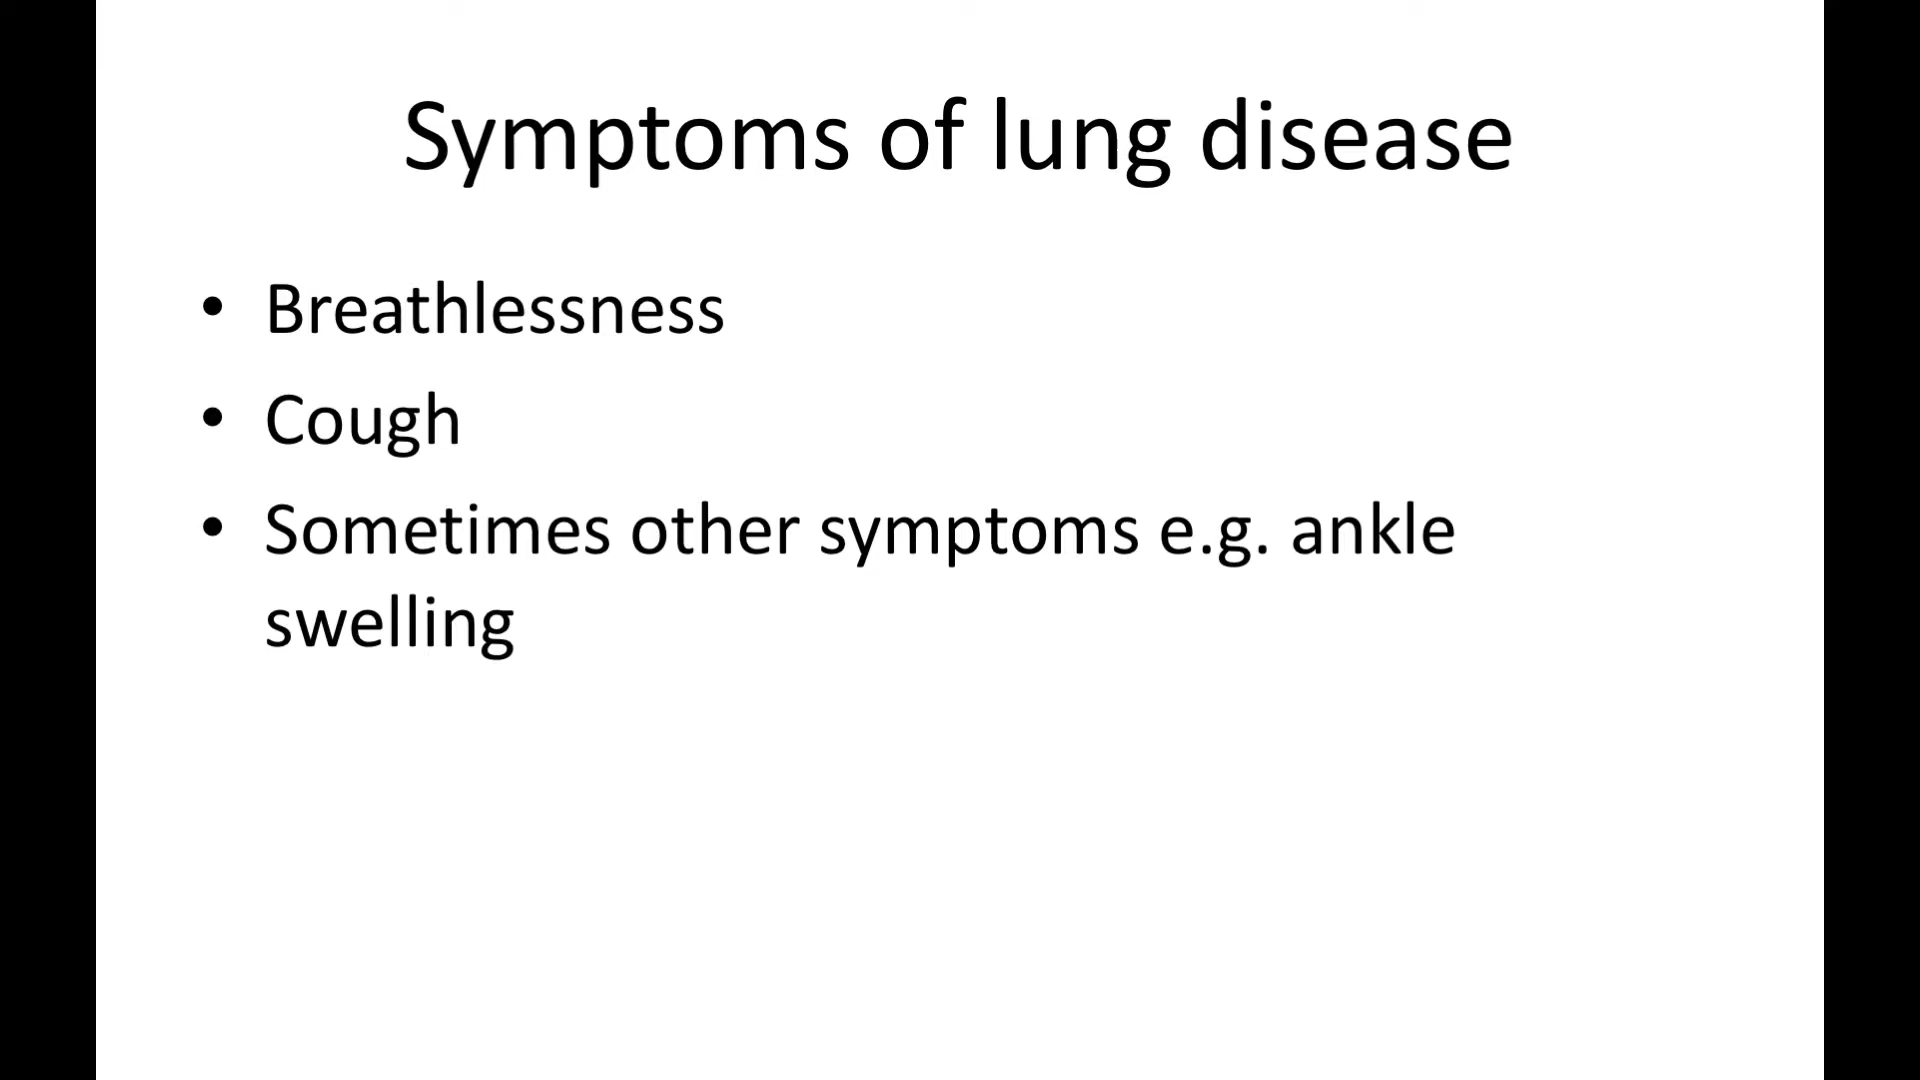 Symptoms of lung disease
• Breathlessness
• Cough
• Sometimes other symptoms e.g. ankle
swelling